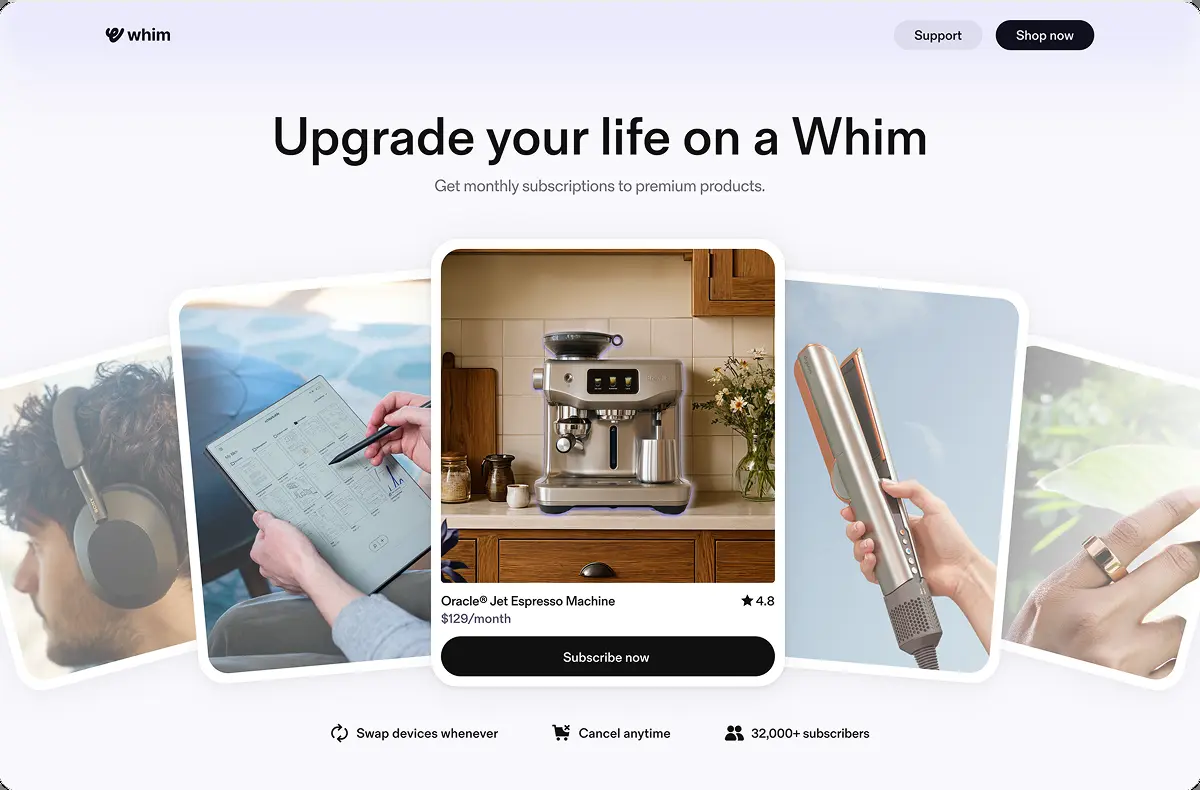 whim
Support
Shop now
Upgrade your life on a Whim
Get monthly subscriptions to premium products.
Oracle® Jet Espresso Machine
4.8
$129/month
Subscribe now
Swap devices whenever
Cancel anytime
32,000+ subscribers